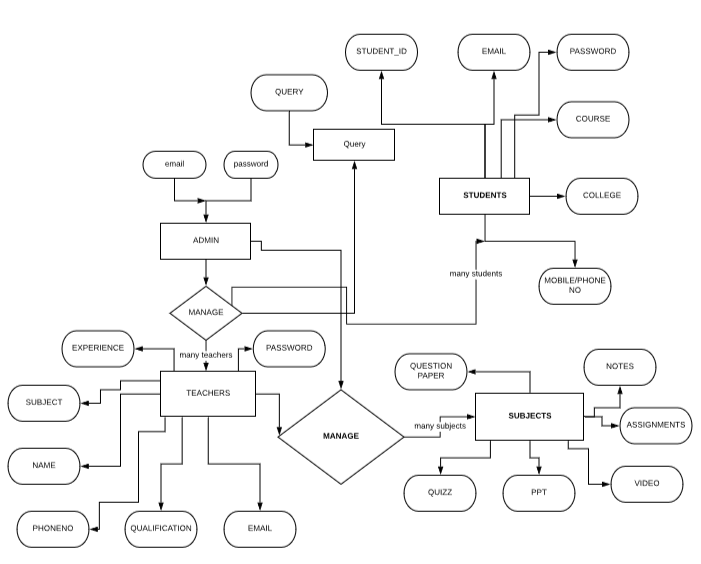 STUDENT_ID
EMAIL
PASSWORD
QUERY
COURSE
Query
email
password
STUDENTS
COLLEGE
ADMIN
many students
MOBILE/PHONE
NO
MANAGE
EXPERIENCE
many teachers
PASSWORD
QUESTION
PAPER
NOTES
TEACHERS
SUBJECT
SUBJECTS
ASSIGNMENTS
many subjects
MANAGE
NAME
QUIZZ
PPT
VIDEO
PHONENO
QUALIFICATION
EMAIL